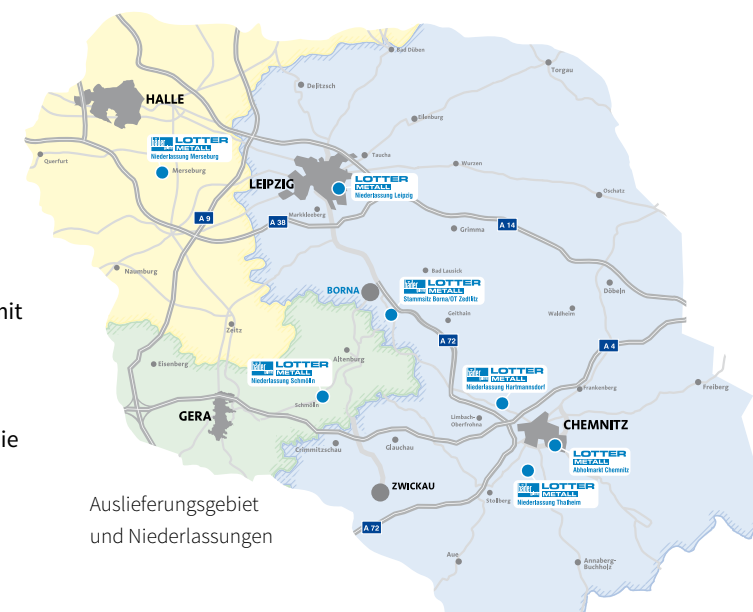 Bad Düben
Torgau
Delitzsch
HALLE
Eilenburg
LOTTER
METALL
Niederlassung Merseburg
Querfurt
Merseburg
Taucha
Wurzen
LEIPZIG
LOTTER
METALL
Niederlassung Leipzig
Oschatz
Markkleeberg
A 9
A 38
A 14
Grimma
Naumburg
Bad Lausick
BORNA
LOTTER
METALL
Stammsitz Borna/OT Zedtlitz
Döbeln
mit
Geithain
Waldheim
Zeitz
A 72
A 4
Altenburg
Eisenberg
LOTTER
METALL
Niederlassung Schmölln
LOTTER
METALL
Niederlassung Hartmannsdorf
Frankenberg
Freiberg
Schmölln
GERA
Limbach-
Oberfrohna
CHEMNITZ
ie
Crimmitzschau
Glauchau
LOTTER
METALL
Abholmarkt Chemnitz
ZWICKAU
LOTTER
METALL
Niederlassung Thalheim
Stollberg
Auslieferungsgebiet
und Niederlassungen
A 72
Aue
Annaberg-
Buchholz